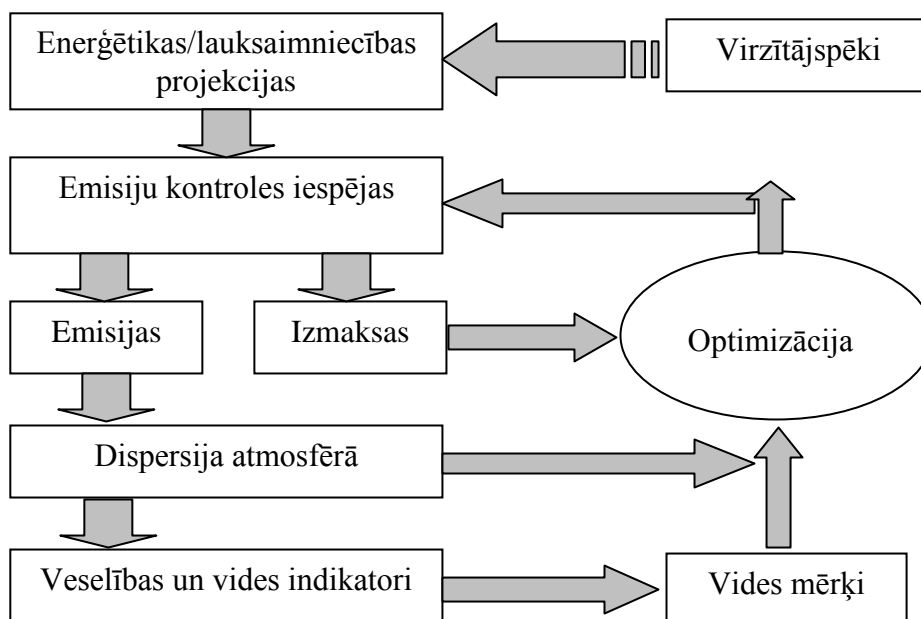 Enerģētikas/lauksaimniecības
projekcijas
Virzītājspēki
Emisiju kontroles iespējas
Emisijas
Izmaksas
Optimizācija
Dispersija atmosfērā
Veselības un vides indikatori
Vides mērķi